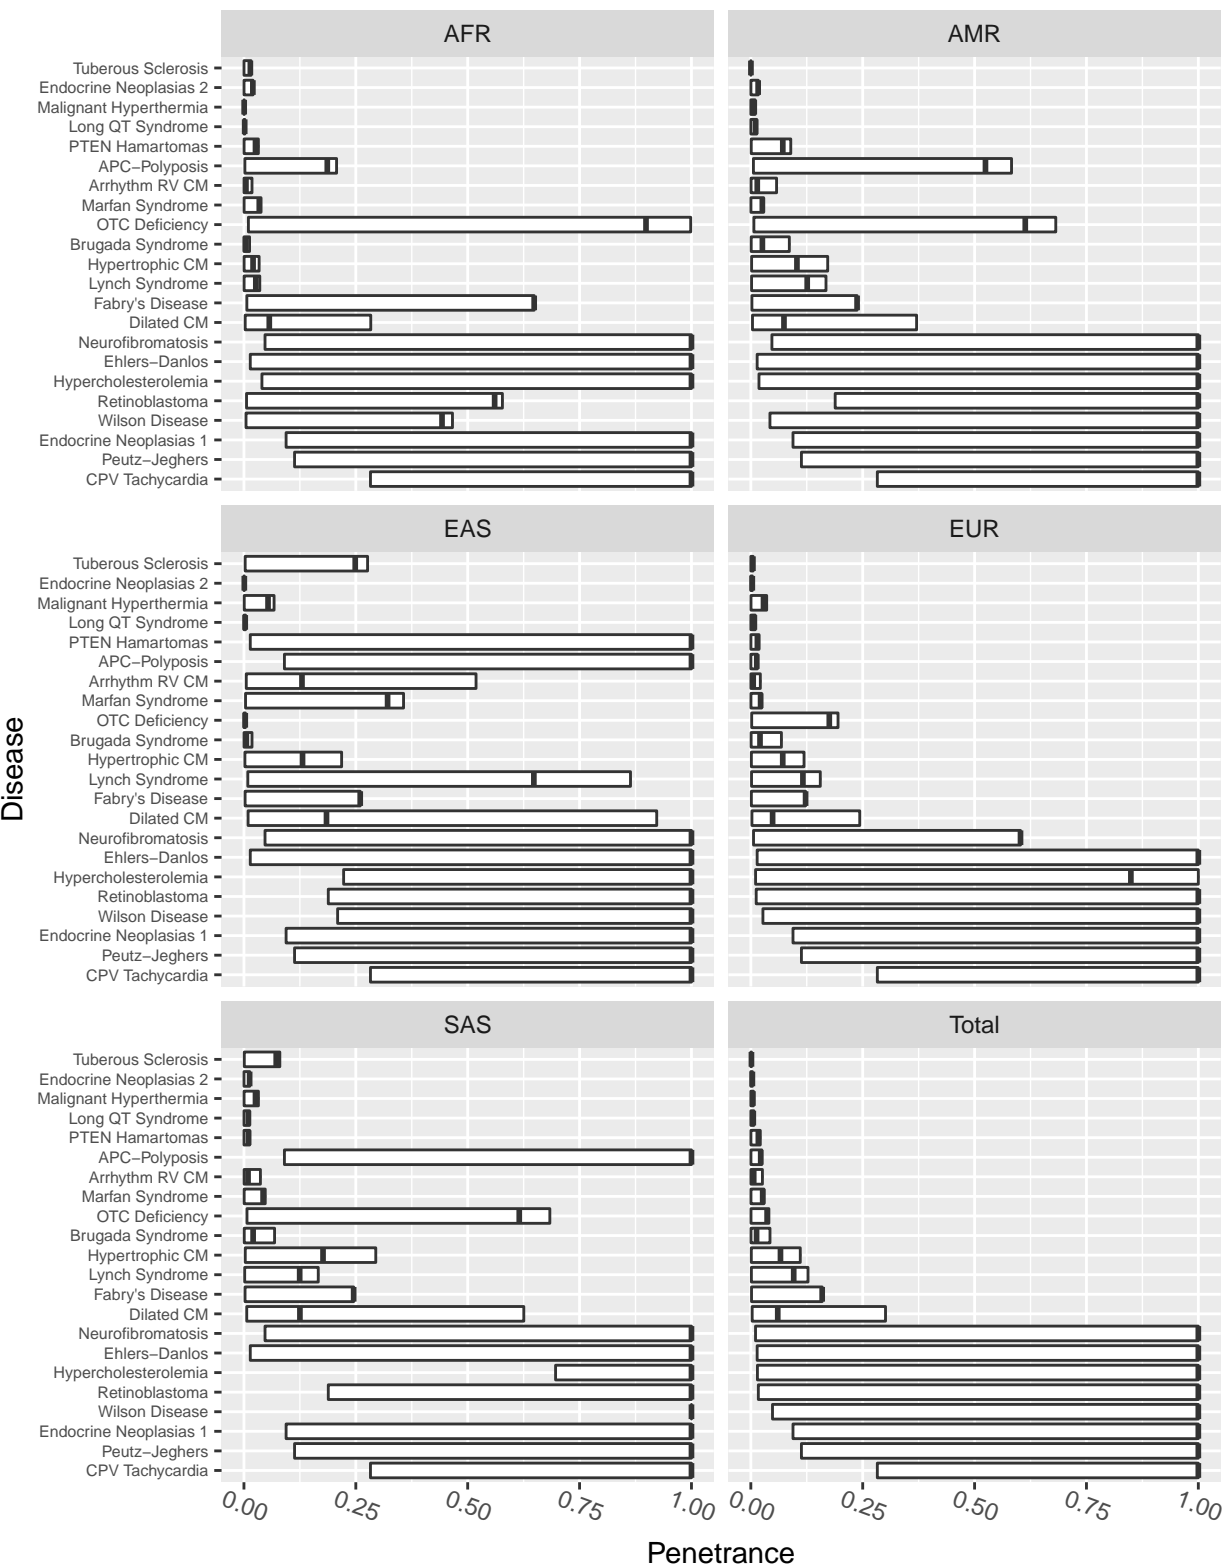 AFR
AMR
Tuberous Sclerosis
Endocrine Neoplasias 2
Malignant Hyperthermia
Long QT Syndrome
PTEN Hamartomas
APC−Polyposis
Arrhythm RV CM
Marfan Syndrome
OTC Deficiency
Brugada Syndrome
Hypertrophic CM
Lynch Syndrome
Fabry's Disease
Dilated CM
Neurofibromatosis
Ehlers−Danlos
Hypercholesterolemia
Retinoblastoma
Wilson Disease
Endocrine Neoplasias 1
Peutz−Jeghers
CPV Tachycardia
EAS
EUR
Tuberous Sclerosis
Endocrine Neoplasias 2
Malignant Hyperthermia
Long QT Syndrome
PTEN Hamartomas
APC−Polyposis
Arrhythm RV CM
Marfan Syndrome
OTC Deficiency
Brugada Syndrome
Hypertrophic CM
Lynch Syndrome
Fabry's Disease
Dilated CM
Neurofibromatosis
Ehlers−Danlos
Hypercholesterolemia
Retinoblastoma
Wilson Disease
Endocrine Neoplasias 1
Peutz−Jeghers
CPV Tachycardia
SAS
Total
Tuberous Sclerosis
Endocrine Neoplasias 2
Malignant Hyperthermia
Long QT Syndrome
PTEN Hamartomas
APC−Polyposis
Arrhythm RV CM
Marfan Syndrome
OTC Deficiency
Brugada Syndrome
Hypertrophic CM
Lynch Syndrome
Fabry's Disease
Dilated CM
Neurofibromatosis
Ehlers−Danlos
Hypercholesterolemia
Retinoblastoma
Wilson Disease
Endocrine Neoplasias 1
Peutz−Jeghers
CPV Tachycardia
0.00 0.25 0.50 0.75 1.00
0.00 0.25 0.50 0.75 1.00
Penetrance
Disease